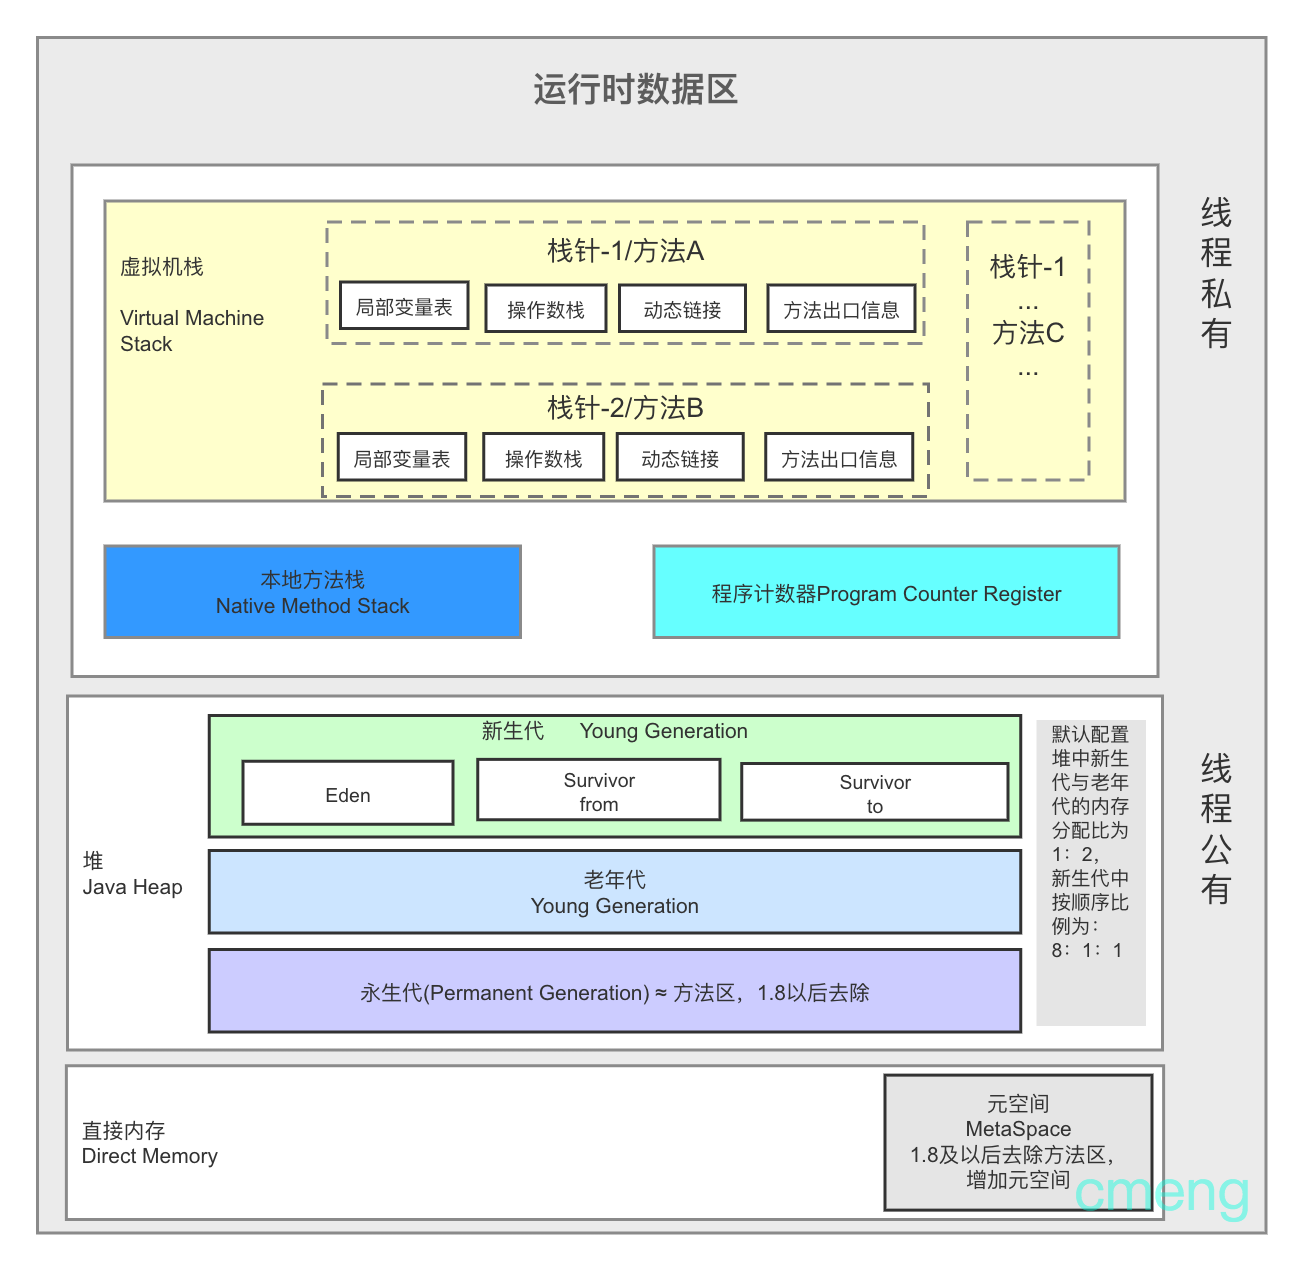 运行时数据区
线
程
私
有
虚拟机栈
Virtual Machine
Stack
栈针-1/方法A
局部变量表
操作数栈
动态链接
方法出口信息
栈针-1
...
方法C
...
栈针-2/方法B
局部变量表
操作数栈
动态链接
方法出口信息
本地方法栈
Native Method Stack
程序计数器Program Counter Register
线
程
公
有
堆
Java Heap
新生代 Young Generation
Eden
Survivor
from
Survivor
to
老年代
Young Generation
永生代(Permanent Generation) ≈ 方法区，1.8以后去除
默认配置
堆中新生
代与老年
代的内存
分配比为
1：2，
新生代中
按顺序比
例为：
8：1：1
直接内存
Direct Memory
元空间
MetaSpace
1.8及以后去除方法区，
增加元空间
cmeng